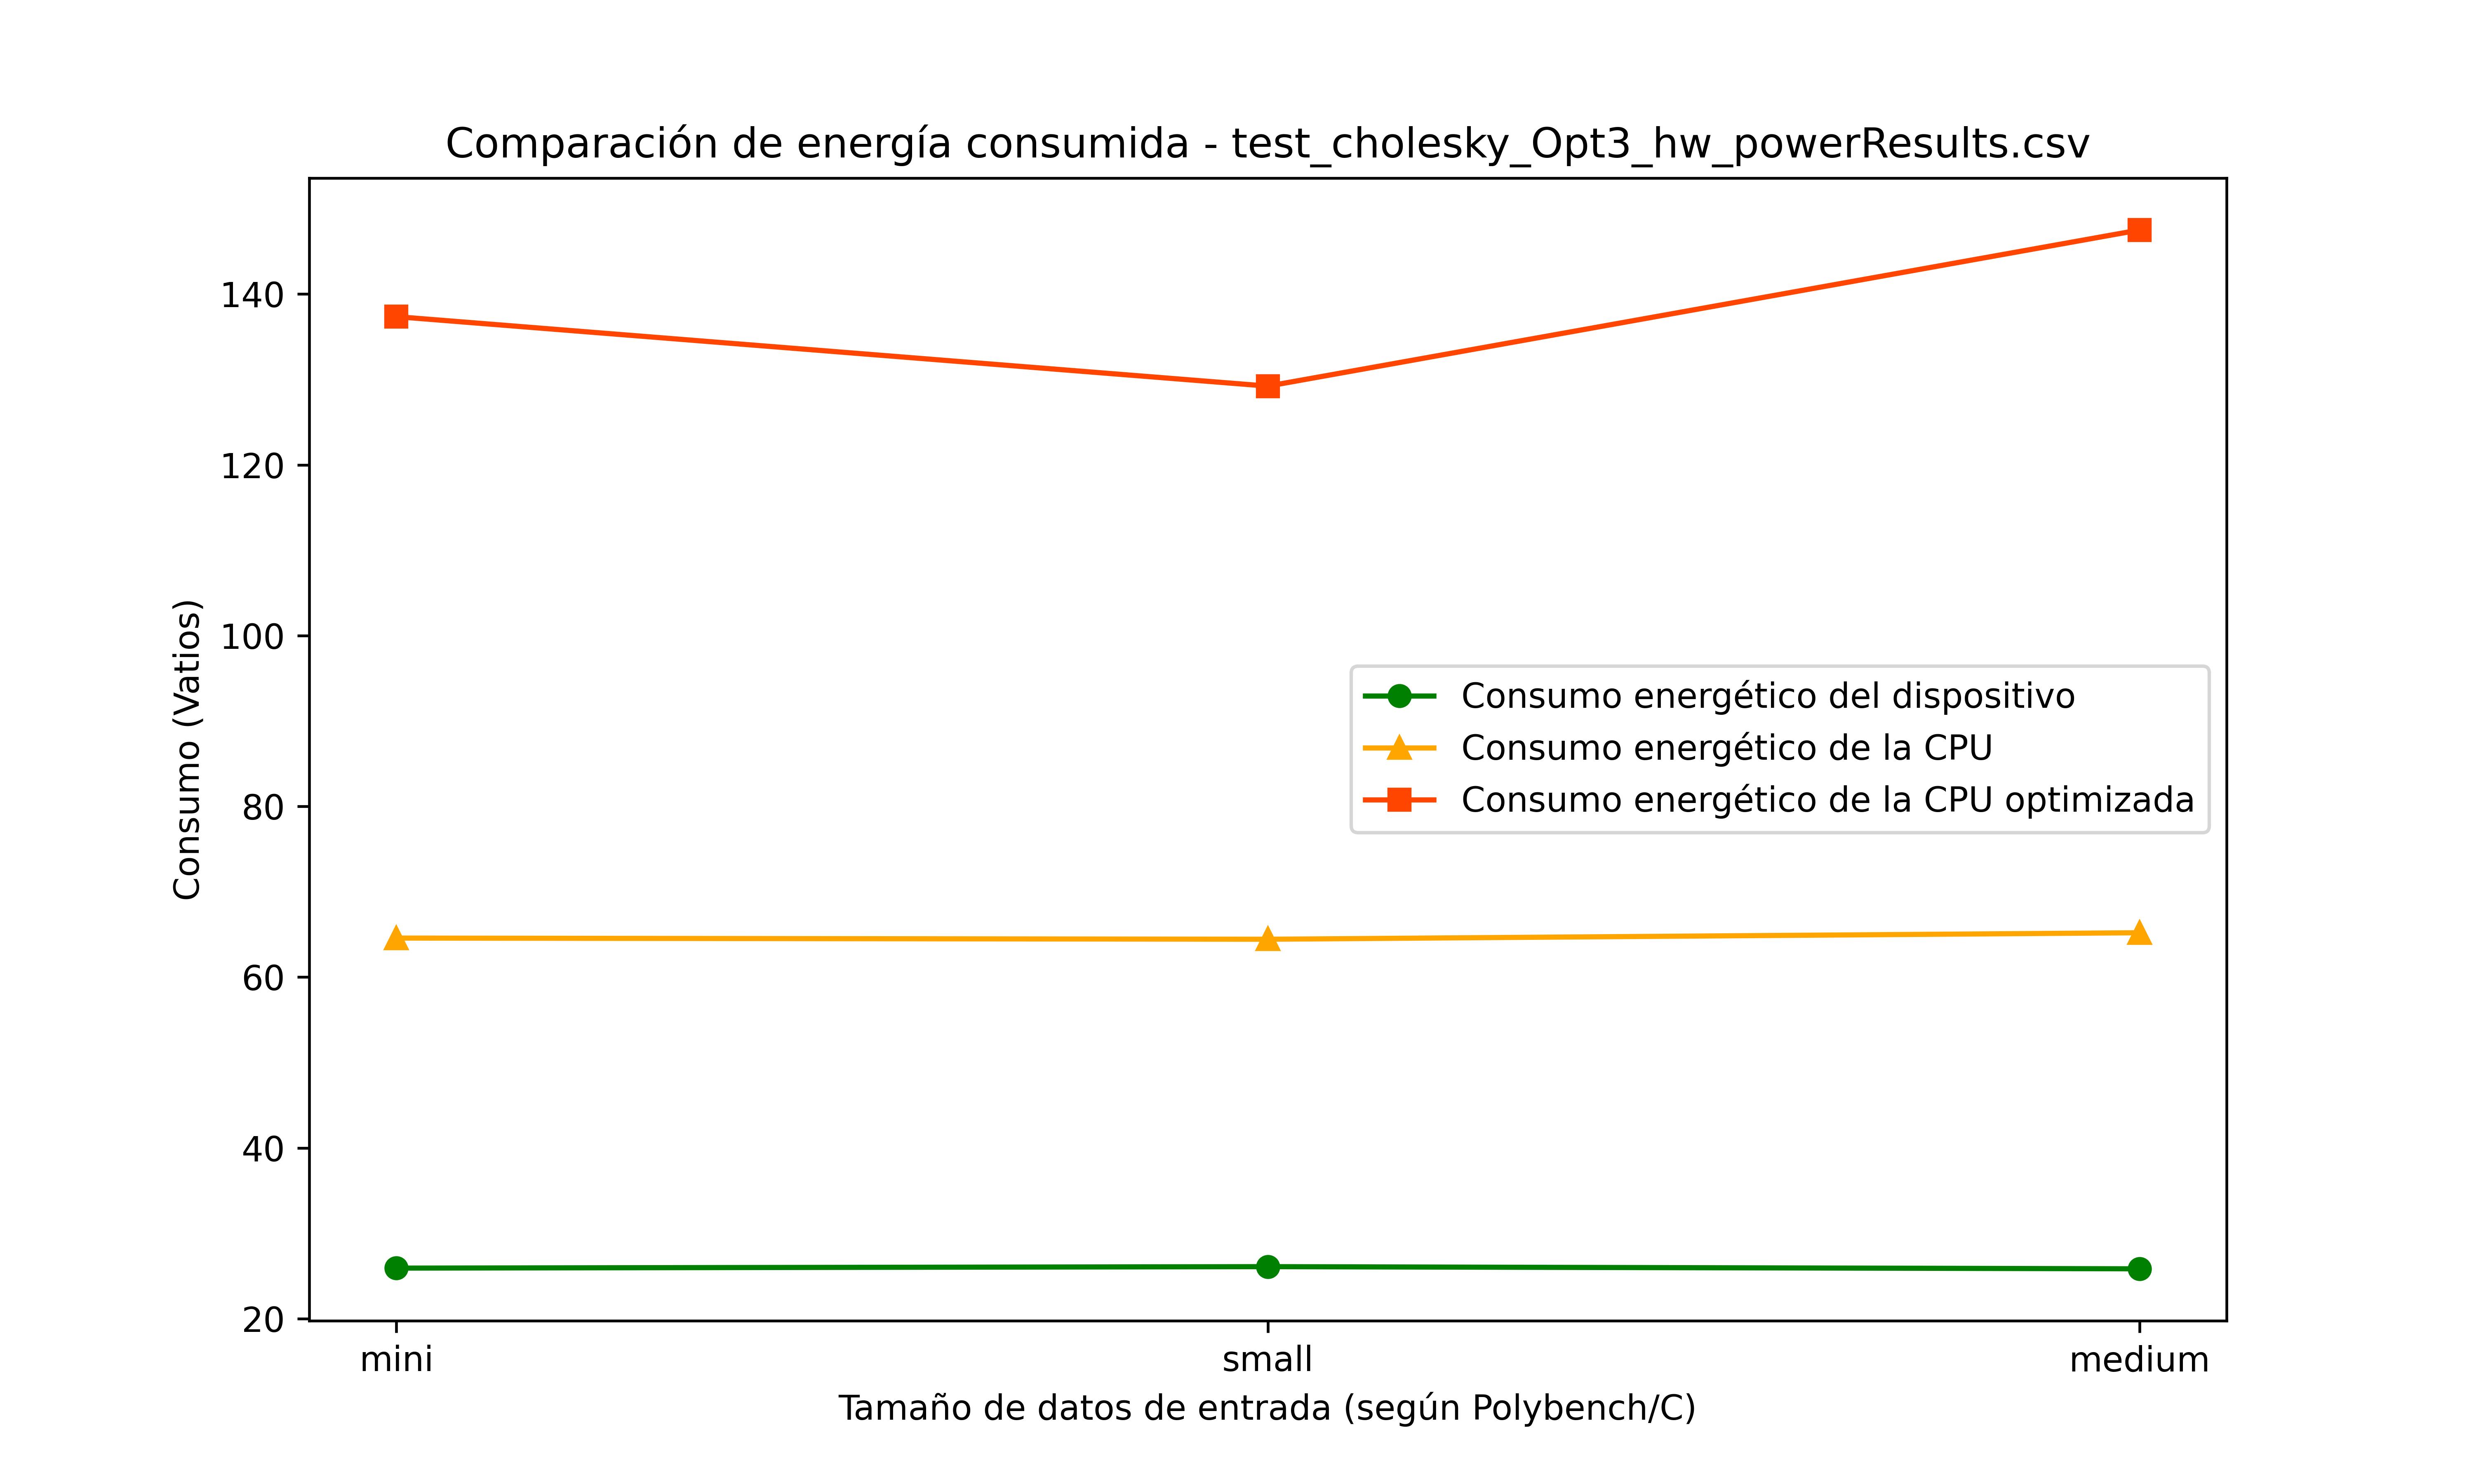 Comparación de energía consumida - test_cholesky_Opt3_hw_powerResults.csv
Consumo (Vatios)
140
120
100
80
60
40
20
Consumo energético del dispositivo
Consumo energético de la CPU
Consumo energético de la CPU optimizada
mini
small
medium
Tamaño de datos de entrada (según Polybench/C)